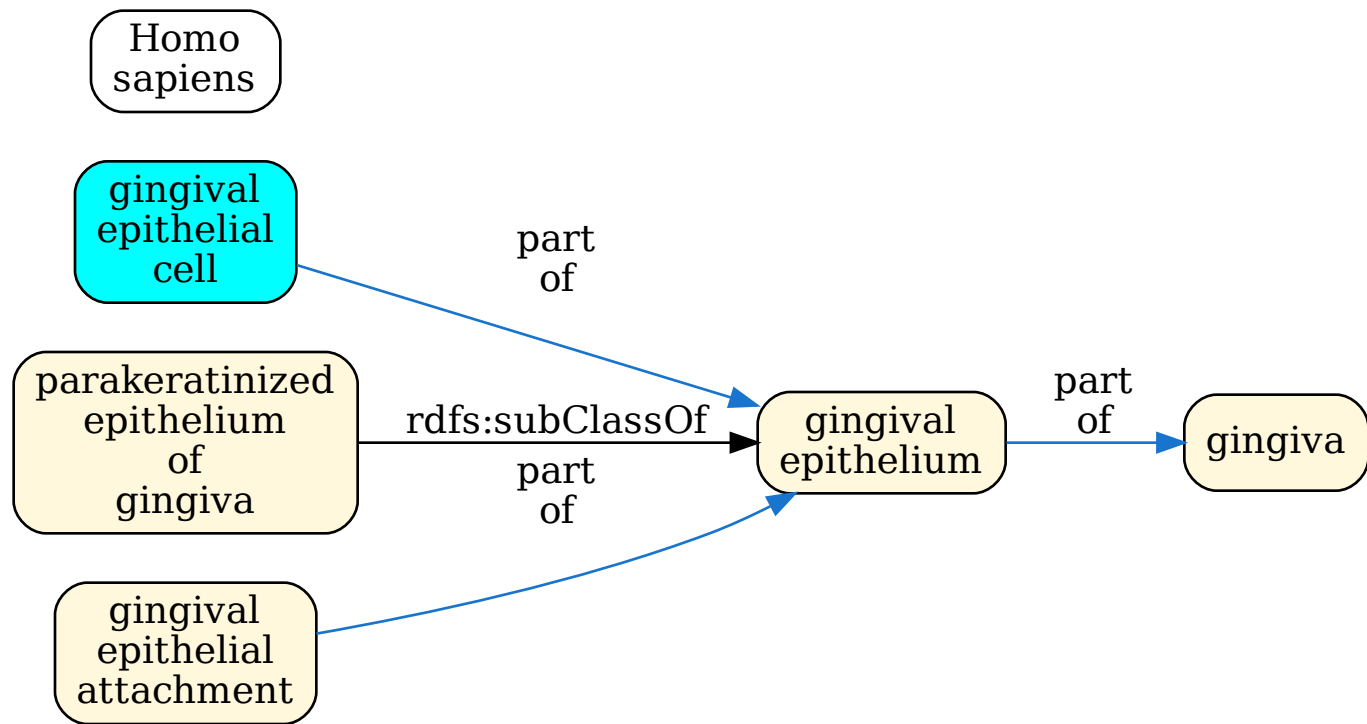 Homo
sapiens
gingival
epithelial
cell
part
of
parakeratinized
epithelium
of
gingiva
rdfs:subClassOf
part
of
gingival
epithelium
part
of
gingiva
gingival
epithelial
attachment